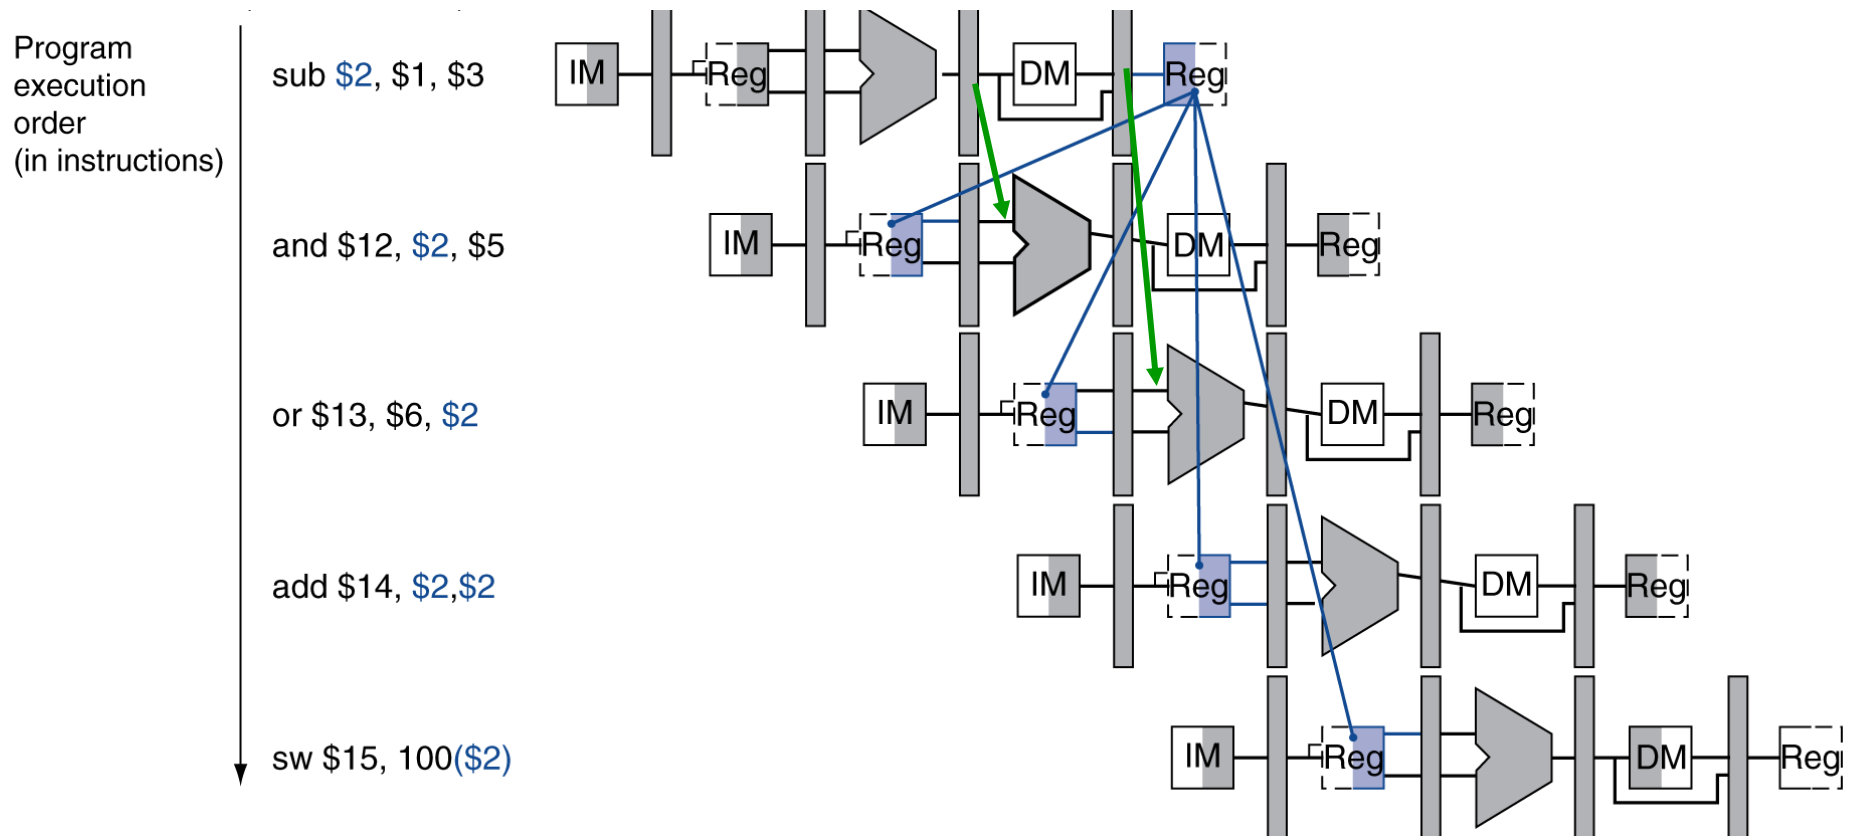 Program
execution
order
(in instructions)
sub $2, $1, $3
IM Reg DM Reg
and $12, $2, $5
IM Reg DM Reg
or $13, $6, $2
IM Reg DM Reg
add $14, $2,$2
IM Reg DM Reg
sw $15, 100($2)
IM Reg DM Reg